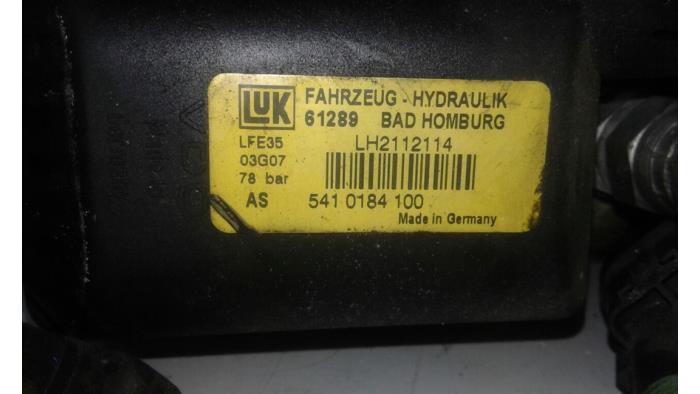 LUK
FAHRZEUG - HYDRAULIK
61289 BAD HOMBURG
LFE35
LH2112114
03G07
78 bar
AS
541 0184 100
Made in Germany